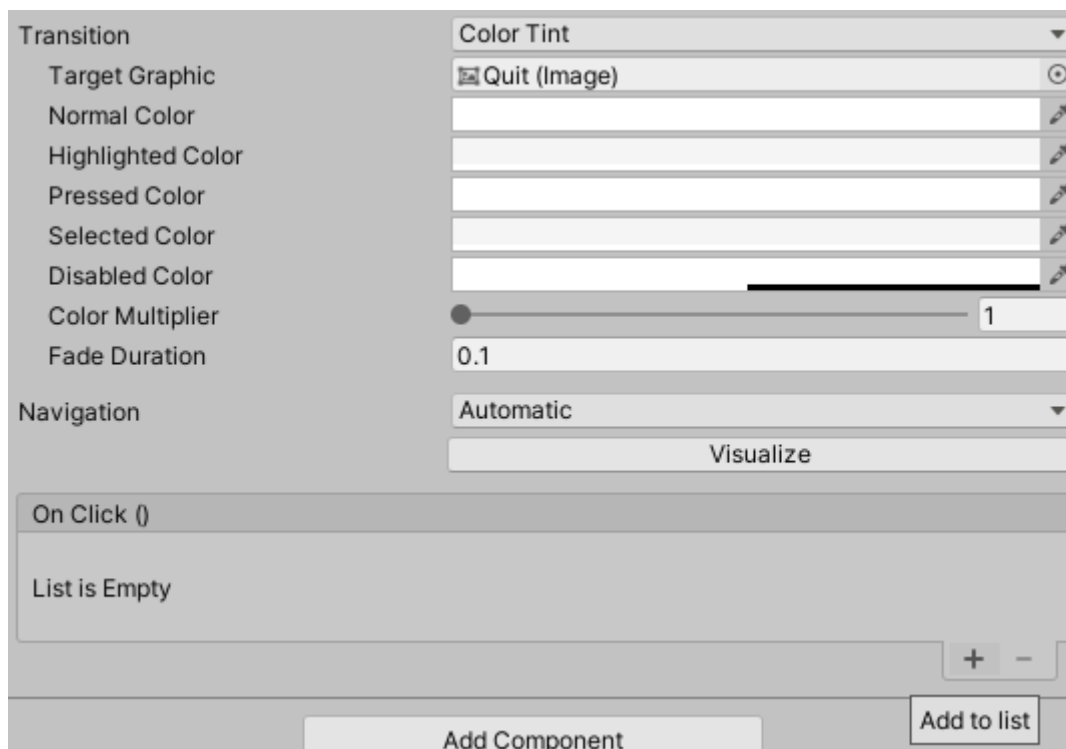 Transition Color Tint
Target Graphic Quit (Image)
Normal Color
Highlighted Color
Pressed Color
Selected Color
Disabled Color
Color Multiplier 1
Fade Duration 0.1
Navigation Automatic
Visualize
On Click ()
List is Empty
+ −
Add to list
Add Component